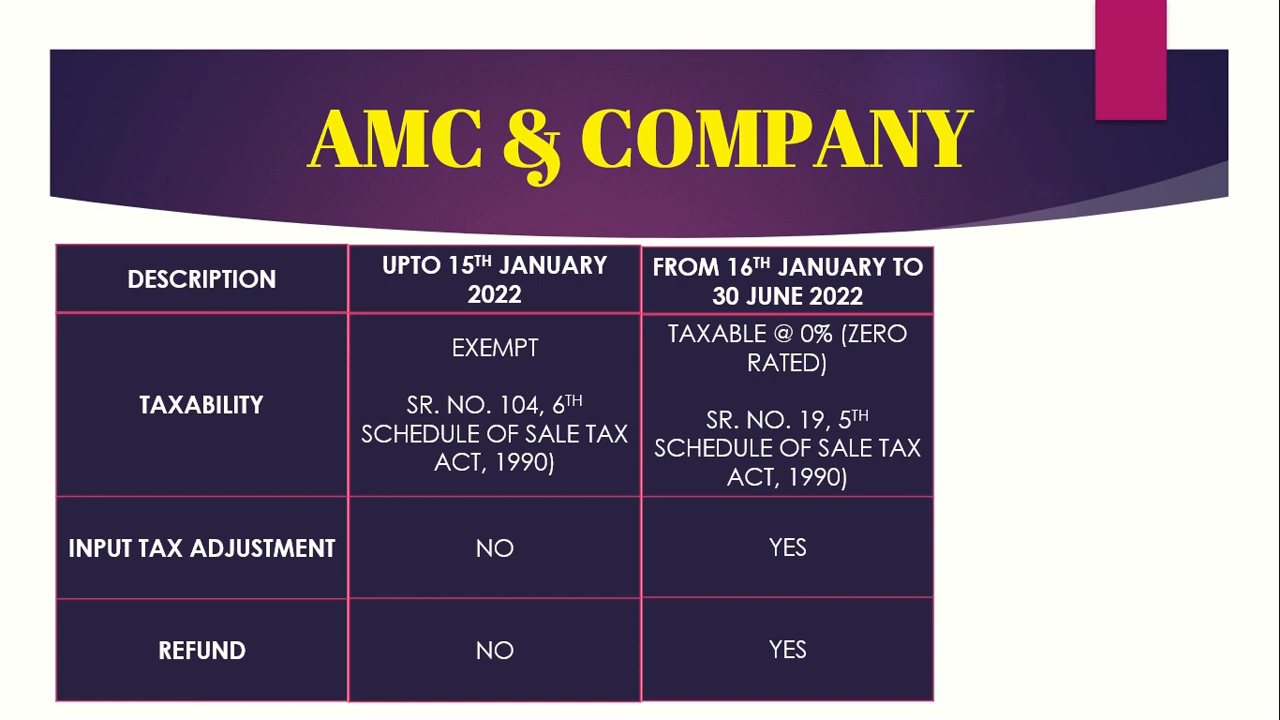 AMC & COMPANY
DESCRIPTION
UPTO 15TH JANUARY
2022
FROM 16TH JANUARY TO
30 JUNE 2022
TAXABILITY
EXEMPT
SR. NO. 104, 6TH
SCHEDULE OF SALE TAX
ACT, 1990)
TAXABLE @ 0% (ZERO
RATED)
SR. NO. 19, 5TH
SCHEDULE OF SALE TAX
ACT, 1990)
INPUT TAX ADJUSTMENT
NO
YES
REFUND
NO
YES